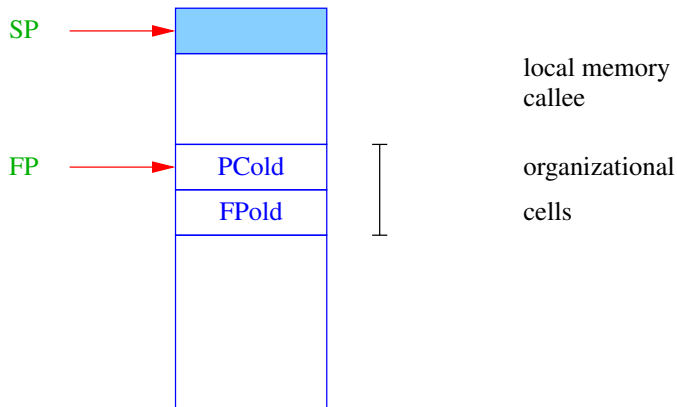 SP
local memory
callee
FP
PCold
organizational
FPold
cells